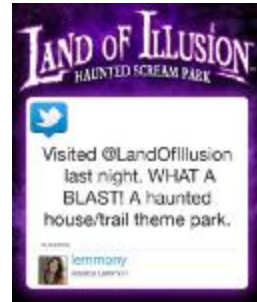 LAND OF ILLUSION
HAUNTED SCREAM PARK
Visited @LandOfIllusion
last night. WHAT A
BLAST! A haunted
house/trail theme park.
lemmony